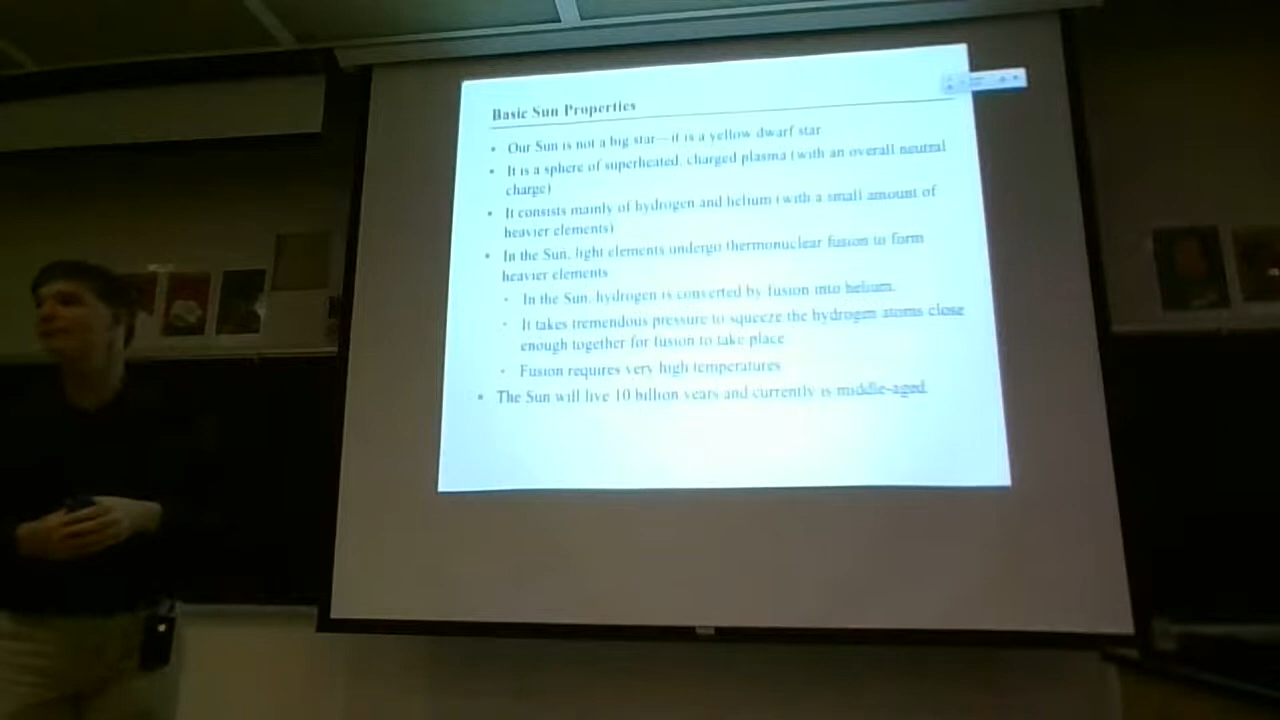 Basic Sun Properties
• Our Sun is not a big star—it is a yellow dwarf star
• It is a sphere of superheated, charged plasma (with an overall neutral
charge)
• It consists mainly of hydrogen and helium (with a small amount of
heavier elements)
• In the Sun, light elements undergo thermonuclear fusion to form
heavier elements
• In the Sun, hydrogen is converted by fusion into helium.
• It takes tremendous pressure to squeeze the hydrogen atoms close
enough together for fusion to take place
• Fusion requires very high temperatures
• The Sun will live 10 billion years and currently is middle-aged.